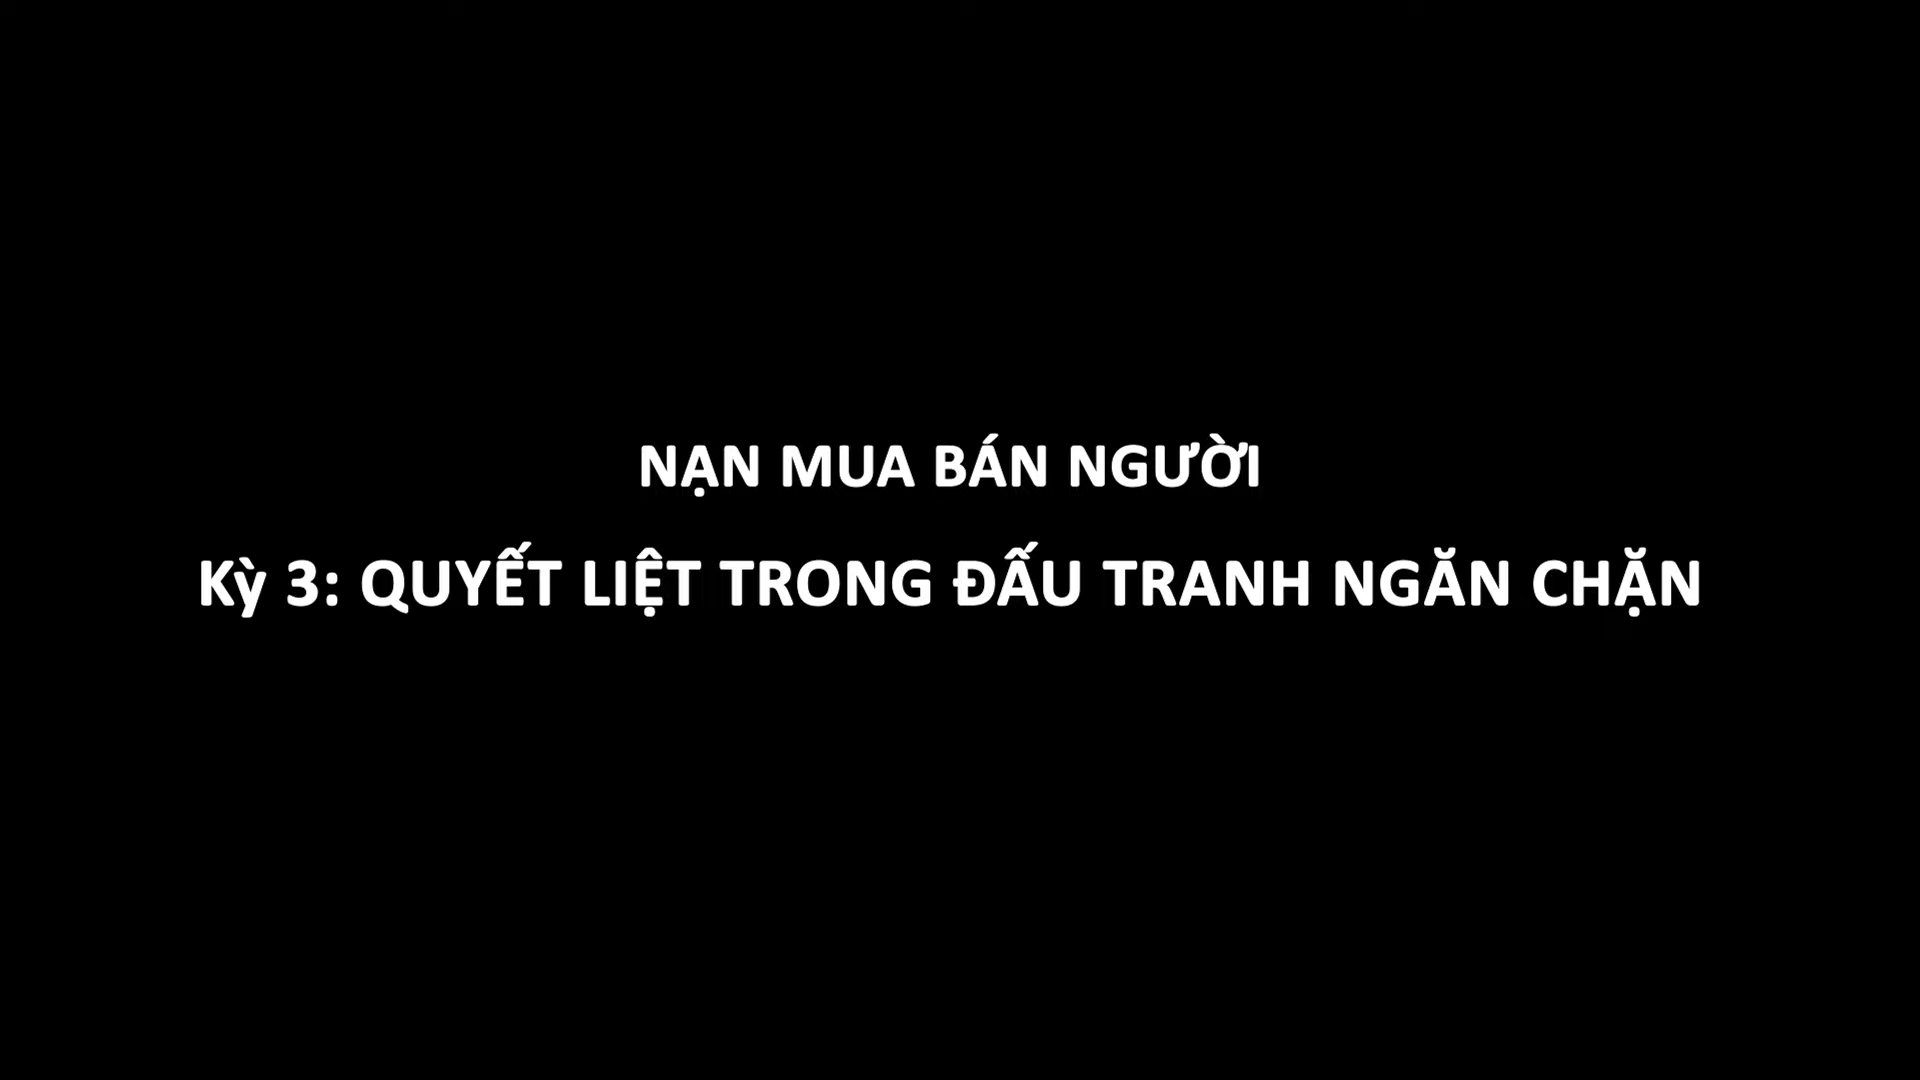 NẠN MUA BÁN NGƯỜI
Kỳ 3: QUYẾT LIỆT TRONG ĐẤU TRANH NGĂN CHẶN